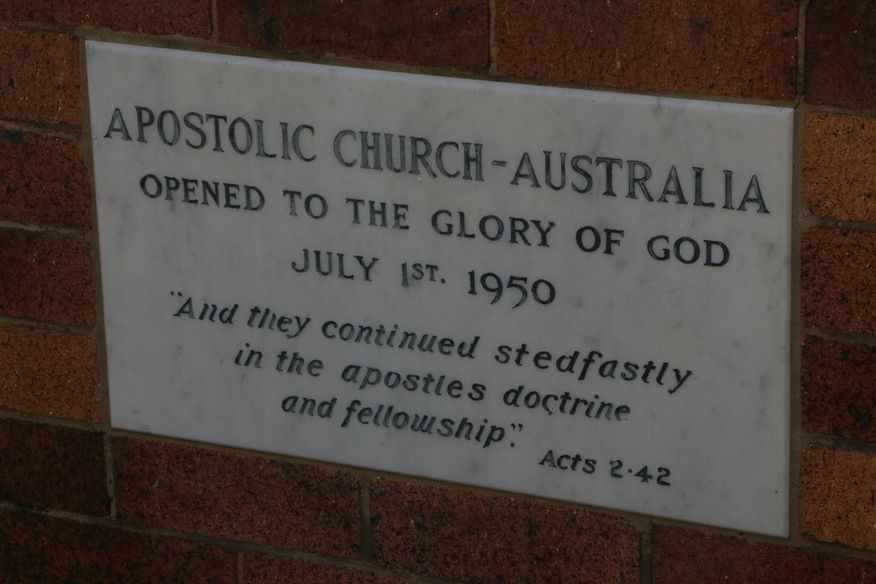 APOSTOLIC CHURCH-AUSTRALIA
OPENED TO THE GLORY OF GOD
JULY 1ST. 1950
"And they continued stedfastly
in the apostles doctrine
and fellowship".
Acts 2·42